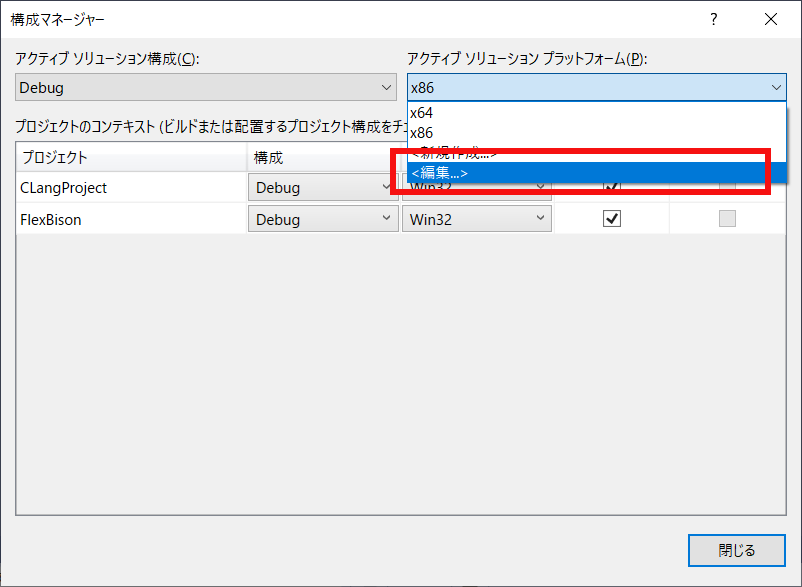 構成マネージャー
?
アクティブ ソリューション構成(C):
アクティブ ソリューション プラットフォーム(P):
Debug
x86
x64
x86
プロジェクトのコンテキスト (ビルドまたは配置するプロジェクト構成をチェ
<新規作成...>
プロジェクト
構成
<編集...>
CLangProject
Debug
Win32
FlexBison
Debug
Win32
閉じる